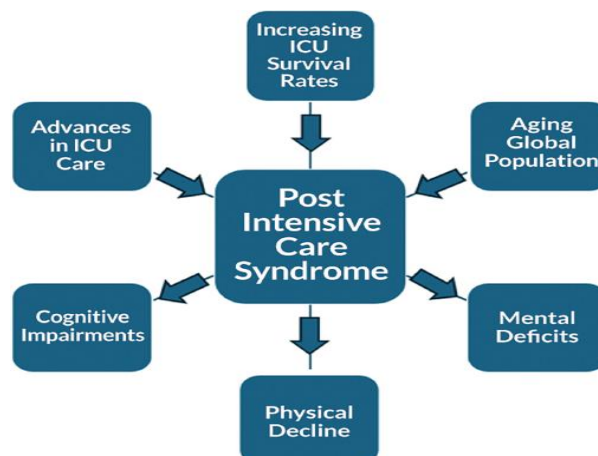 Increasing
ICU
Survival
Rates
Advances
in ICU
Care
Aging
Global
Population
Post
Intensive
Care
Syndrome
Cognitive
Impairments
Mental
Deficits
Physical
Decline